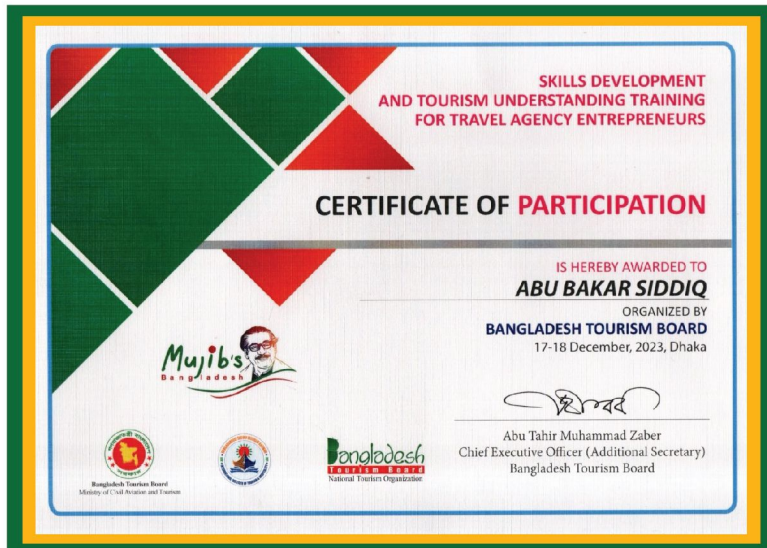 SKILLS DEVELOPMENT
AND TOURISM UNDERSTANDING TRAINING
FOR TRAVEL AGENCY ENTREPRENEURS
CERTIFICATE OF PARTICIPATION
IS HEREBY AWARDED TO
ABU BAKAR SIDDIQ
ORGANIZED BY
BANGLADESH TOURISM BOARD
17-18 December, 2023, Dhaka
Mujib's
Bangladesh
Abu Tahir Muhammad Zaber
Chief Executive Officer (Additional Secretary)
Bangladesh Tourism Board
Bangladesh Tourism Board
Ministry of Civil Aviation and Tourism
Bangladesh
Tourism Board
National Tourism Organization